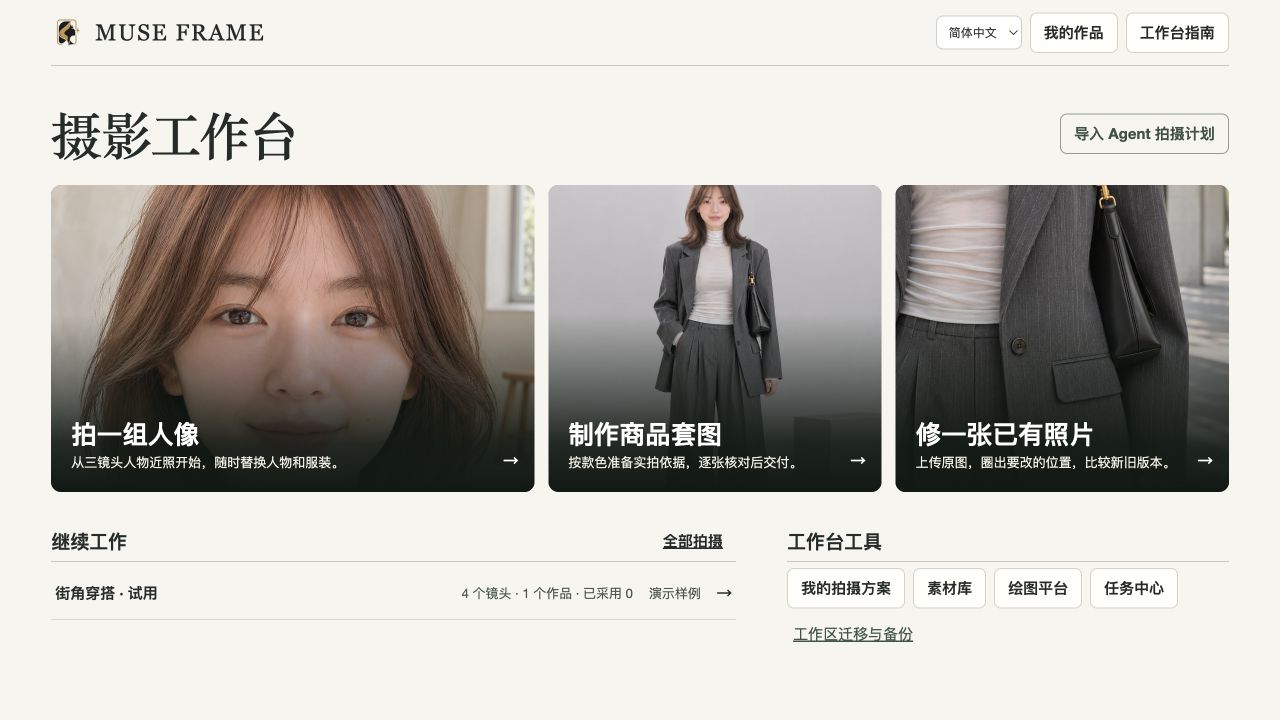 MUSE FRAME
简体中文
我的作品
工作台指南
摄影工作台
导入 Agent 拍摄计划
拍一组人像
从三镜头人物近照开始，随时替换人物和服装。
→
制作商品套图
按款色准备实拍依据，逐张核对后交付。
→
修一张已有照片
上传原图，圈出要改的位置，比较新旧版本。
→
继续工作
全部拍摄
街角穿搭 · 试用
4 个镜头 · 1 个作品 · 已采用 0
演示样例
→
工作台工具
我的拍摄方案
素材库
绘图平台
任务中心
工作区迁移与备份